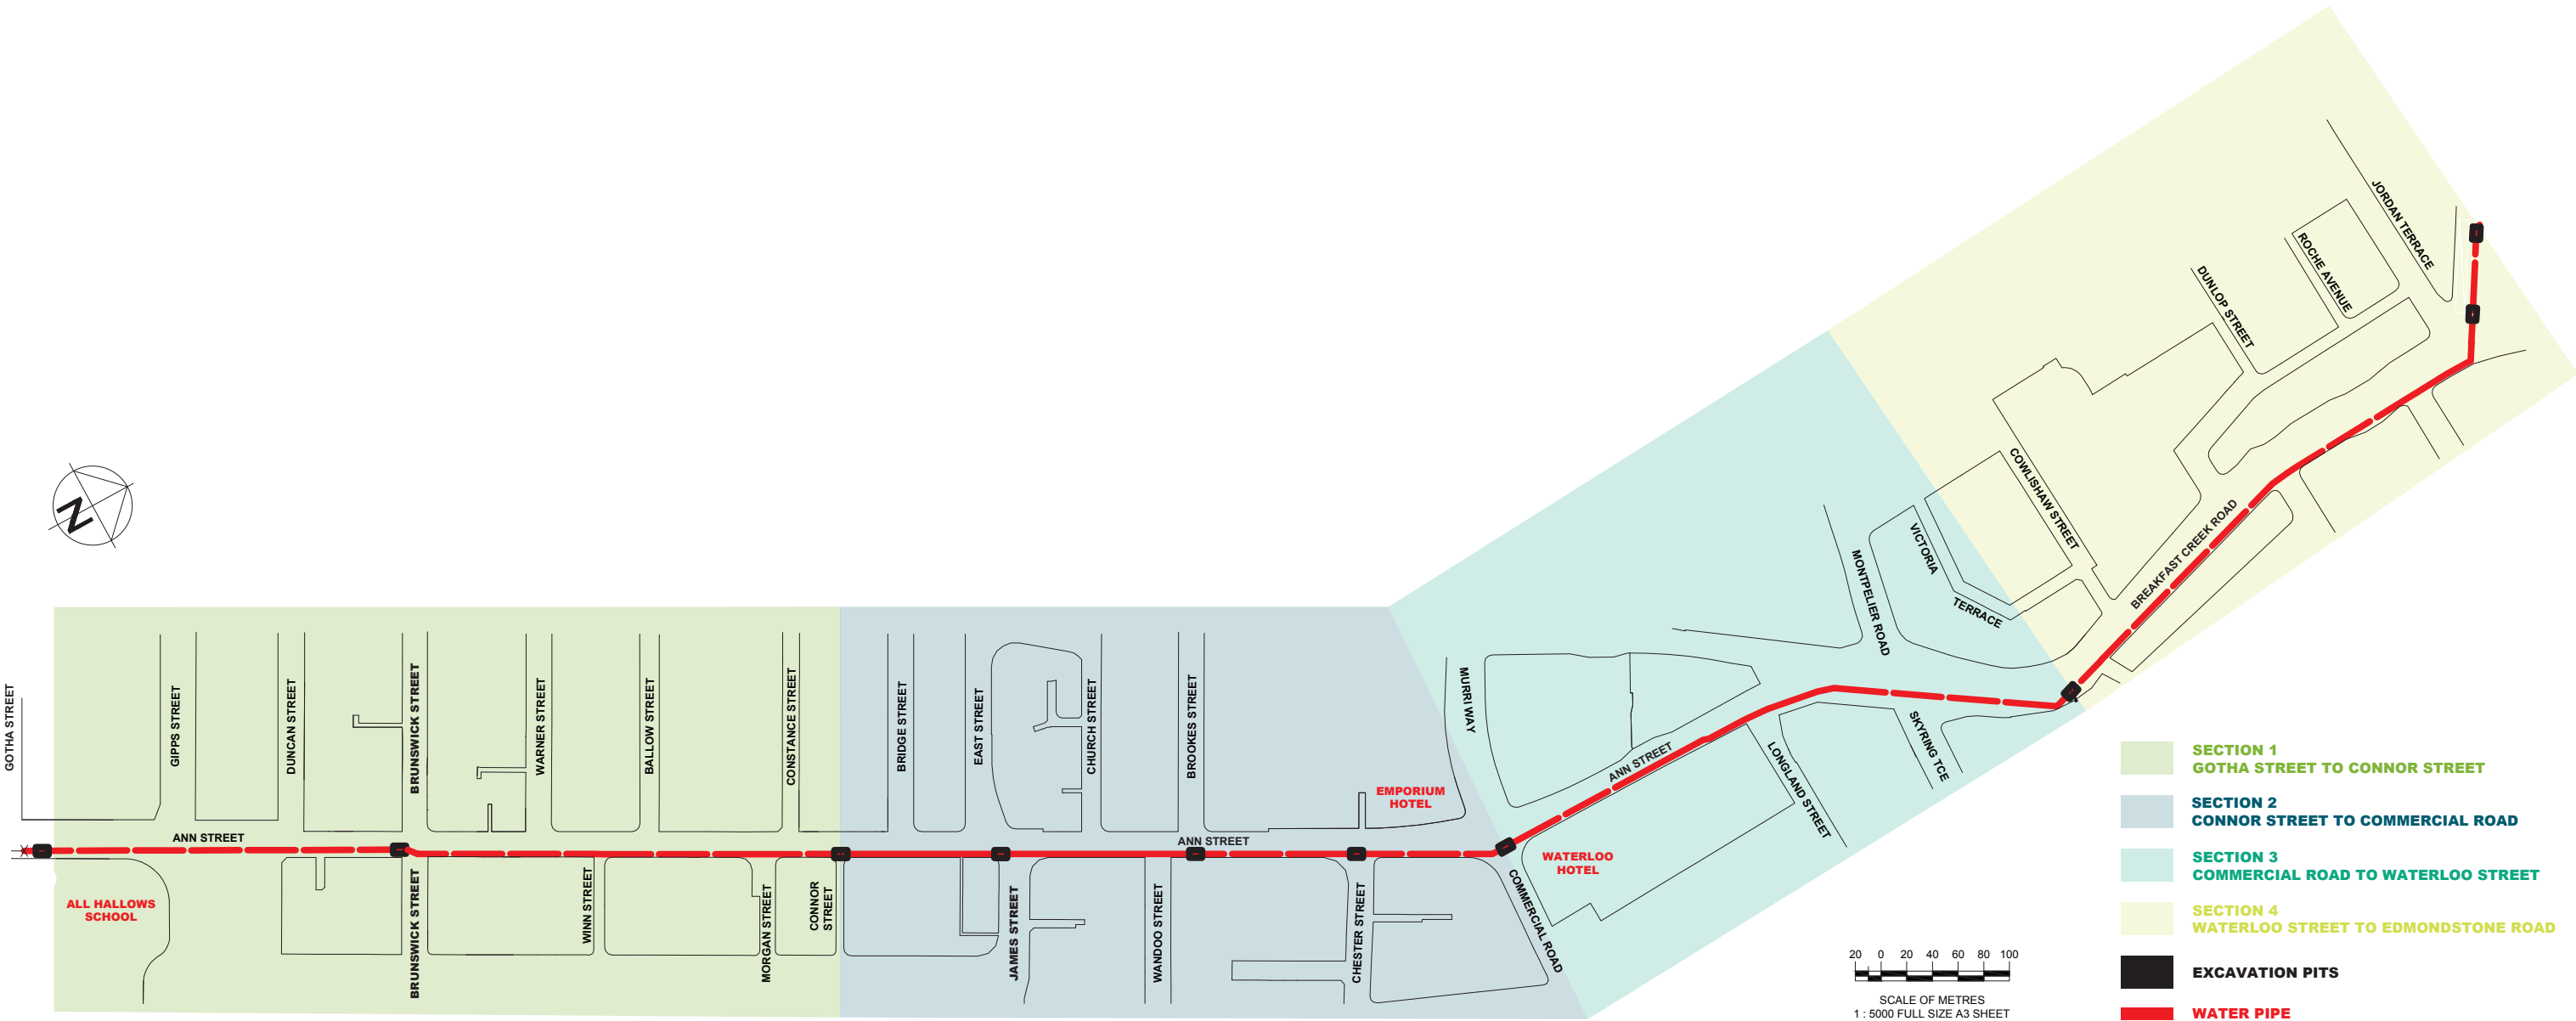 JORDAN TERRACE
ROCHE AVENUE
DUNLOP STREET
COWLISHAW STREET
BREAKFAST CREEK ROAD
VICTORIA
TERRACE
MONTPELIER ROAD
N
GOTHA STREET
GIPPS STREET
DUNCAN STREET
BRUNSWICK STREET
WARNER STREET
BALLOW STREET
CONSTANCE STREET
BRIDGE STREET
EAST STREET
CHURCH STREET
BROOKES STREET
MURRI WAY
EMPORIUM
HOTEL
ANN STREET
LONGLAND STREET
SKYRING TCE
ANN STREET
ANN STREET
WATERLOO
HOTEL
ALL HALLOWS
SCHOOL
BRUNSWICK STREET
WINN STREET
MORGAN STREET
CONNOR
STREET
JAMES STREET
WANDOO STREET
CHESTER STREET
COMMERCIAL ROAD
20 0 20 40 60 80 100
SCALE OF METRES
1 : 5000 FULL SIZE A3 SHEET
SECTION 1
GOTHA STREET TO CONNOR STREET
SECTION 2
CONNOR STREET TO COMMERCIAL ROAD
SECTION 3
COMMERCIAL ROAD TO WATERLOO STREET
SECTION 4
WATERLOO STREET TO EDMONDSTONE ROAD
EXCAVATION PITS
WATER PIPE